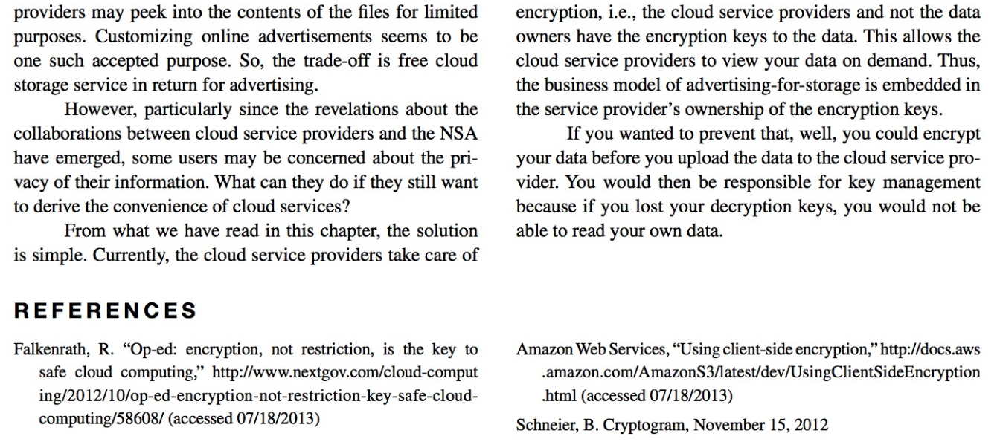 providers may peek into the contents of the files for limited
purposes. Customizing online advertisements seems to be
one such accepted purpose. So, the trade-off is free cloud
storage service in return for advertising.
However, particularly since the revelations about the
collaborations between cloud service providers and the NSA
have emerged, some users may be concerned about the pri-
vacy of their information. What can they do if they still want
to derive the convenience of cloud services?
From what we have read in this chapter, the solution
is simple. Currently, the cloud service providers take care of
encryption, i.e., the cloud service providers and not the data
owners have the encryption keys to the data. This allows the
cloud service providers to view your data on demand. Thus,
the business model of advertising-for-storage is embedded in
the service provider’s ownership of the encryption keys.
If you wanted to prevent that, well, you could encrypt
your data before you upload the data to the cloud service pro-
vider. You would then be responsible for key management
because if you lost your decryption keys, you would not be
able to read your own data.
REFERENCES
Falkenrath, R. “Op-ed: encryption, not restriction, is the key to
safe cloud computing,” http://www.nextgov.com/cloud-comput
ing/2012/10/op-ed-encryption-not-restriction-key-safe-cloud-
computing/58608/ (accessed 07/18/2013)
Amazon Web Services, “Using client-side encryption,” http://docs.aws
.amazon.com/AmazonS3/latest/dev/UsingClientSideEncryption
.html (accessed 07/18/2013)
Schneier, B. Cryptogram, November 15, 2012